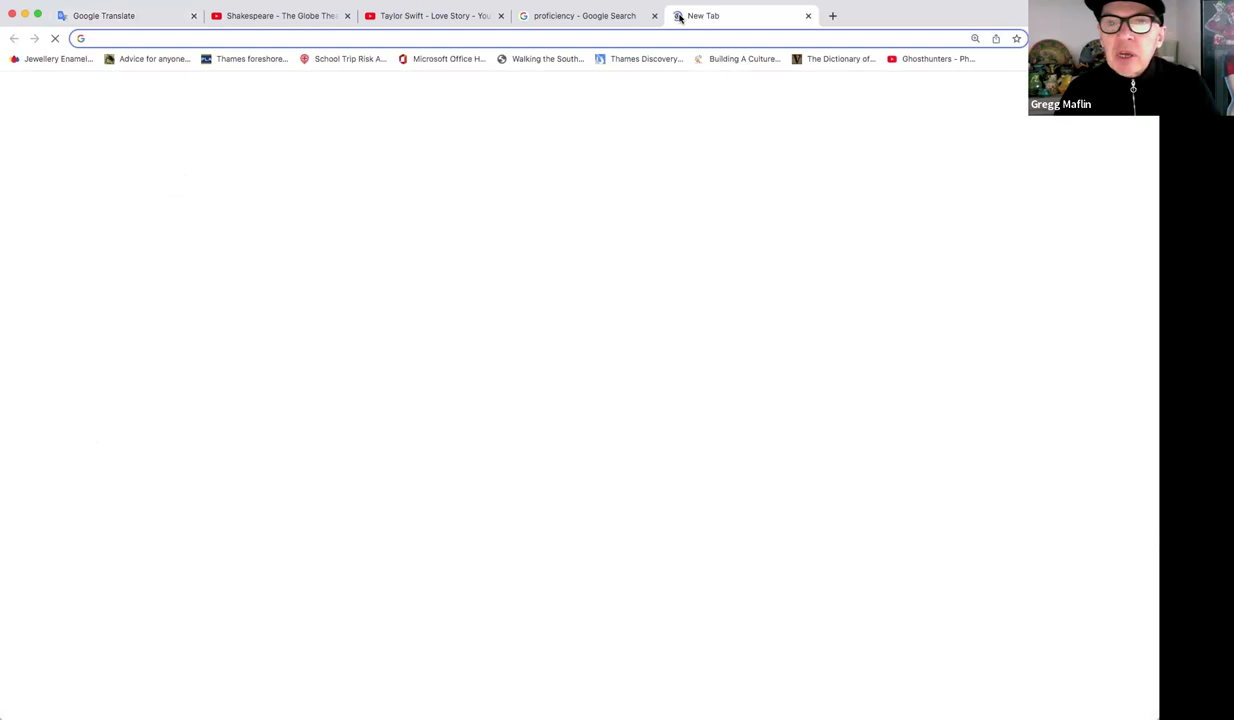 Google Translate
Shakespeare - The Globe Thea
Taylor Swift - Love Story - You
proficiency - Google Search
New Tab
Jewellery Enamel...
Advice for anyone...
Thames foreshore...
School Trip Risk A...
Microsoft Office H...
Walking the South...
Thames Discovery...
Building A Culture...
The Dictionary of...
Ghosthunters - Ph...
Gregg Maflin